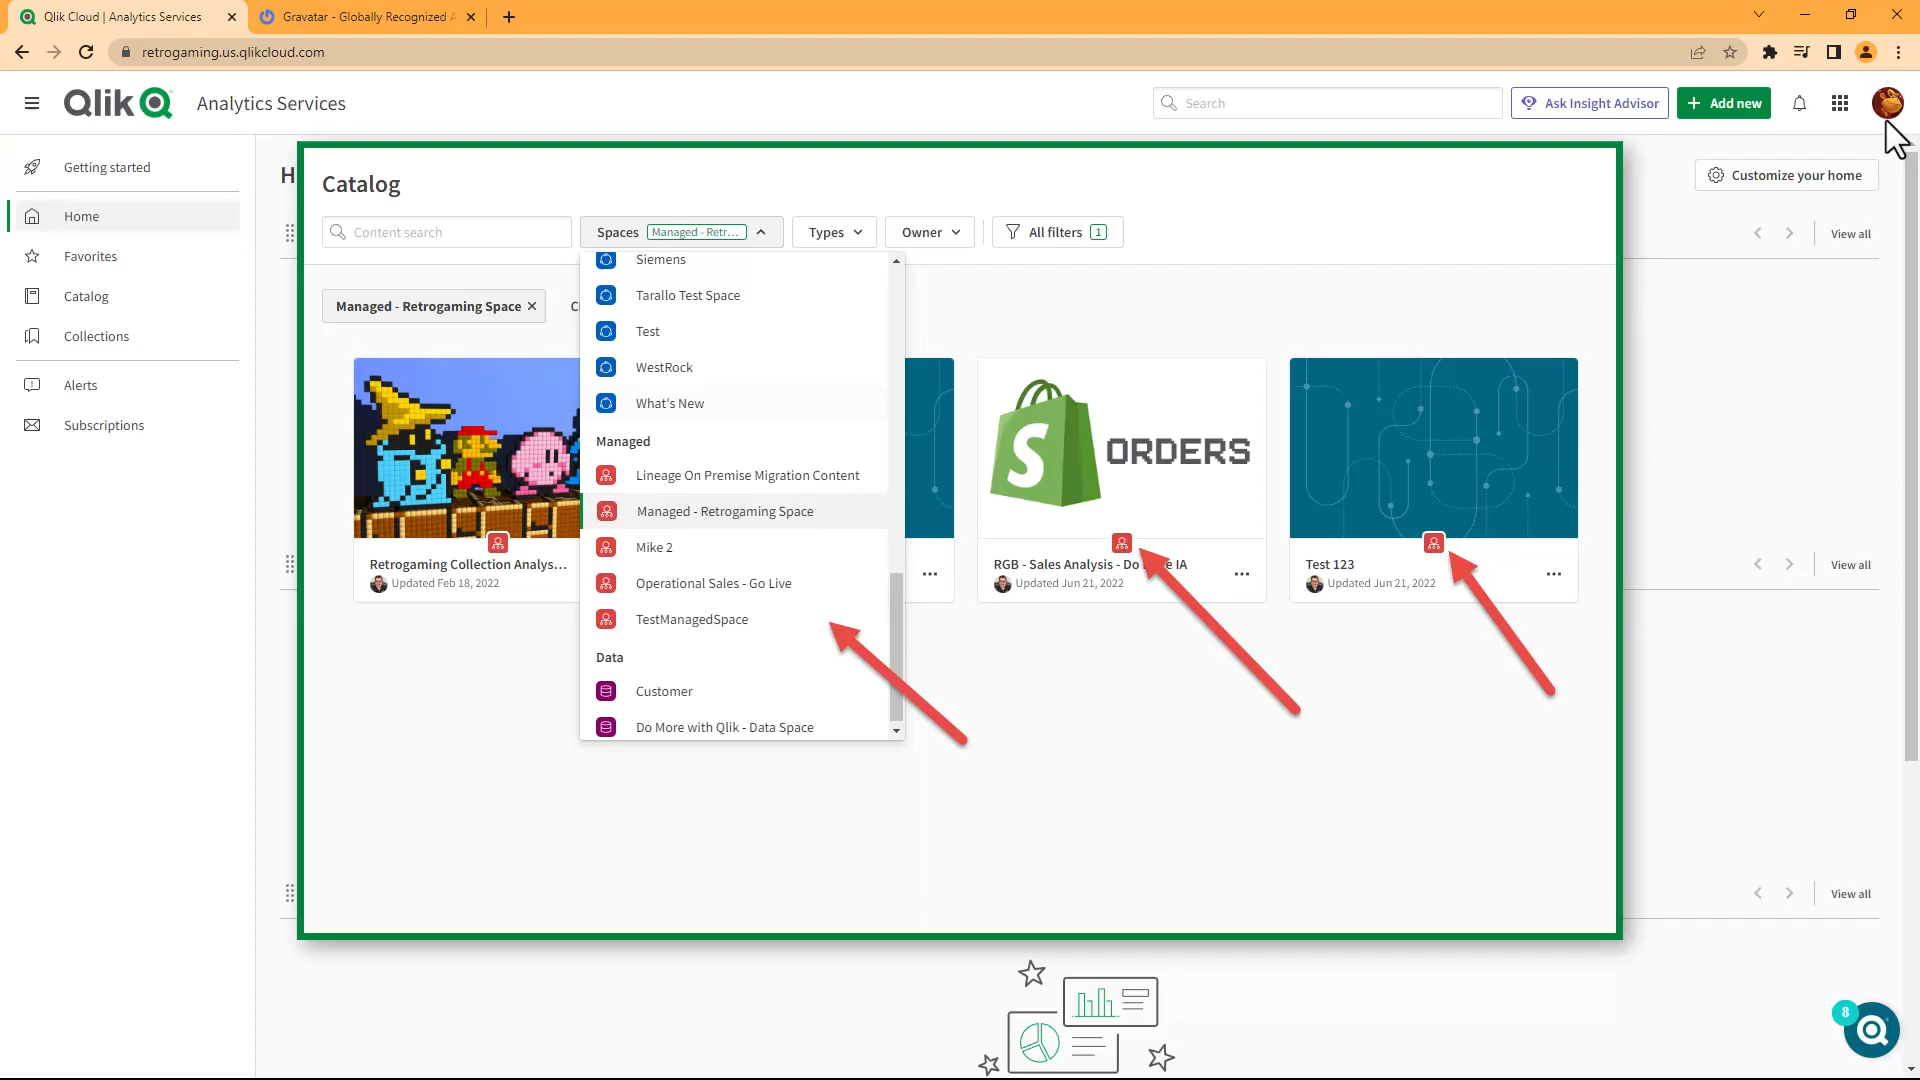 Qlik Cloud | Analytics Services
Gravatar - Globally Recognized A
retrogaming.us.qlikcloud.com
Qlik
Analytics Services
Search
Ask Insight Advisor
Add new
Getting started
Home
Favorites
Catalog
Collections
Alerts
Subscriptions
H
Customize your home
View all
View all
View all
Catalog
Content search
Spaces
Managed - Retr...
Types
Owner
All filters
1
Managed - Retrogaming Space
Siemens
Tarallo Test Space
Test
WestRock
What's New
Managed
Lineage On Premise Migration Content
Managed - Retrogaming Space
Mike 2
Operational Sales - Go Live
TestManagedSpace
Data
Customer
Do More with Qlik - Data Space
Retrogaming Collection Analys...
Updated Feb 18, 2022
S
ORDERS
RGB - Sales Analysis - Do More IA
Updated Jun 21, 2022
Test 123
Updated Jun 21, 2022
8